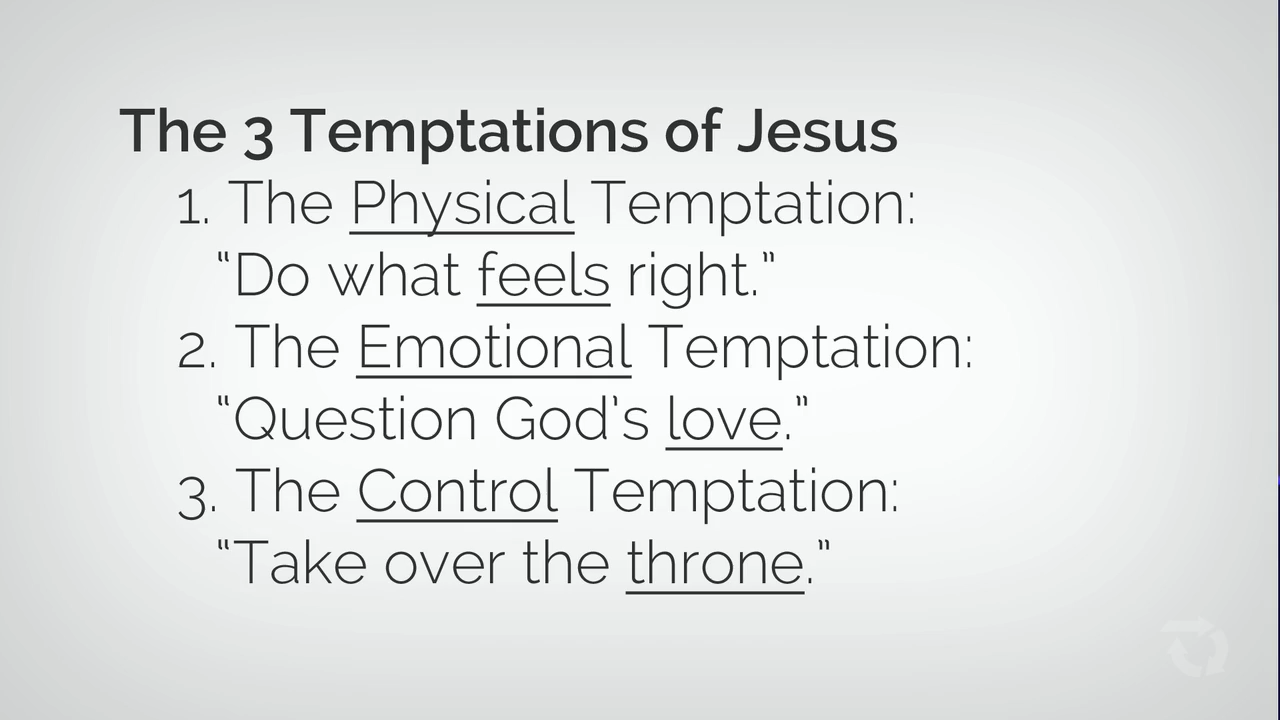 The 3 Temptations of Jesus
1. The Physical Temptation:
“Do what feels right.”
2. The Emotional Temptation:
“Question God's love.”
3. The Control Temptation:
“Take over the throne.”